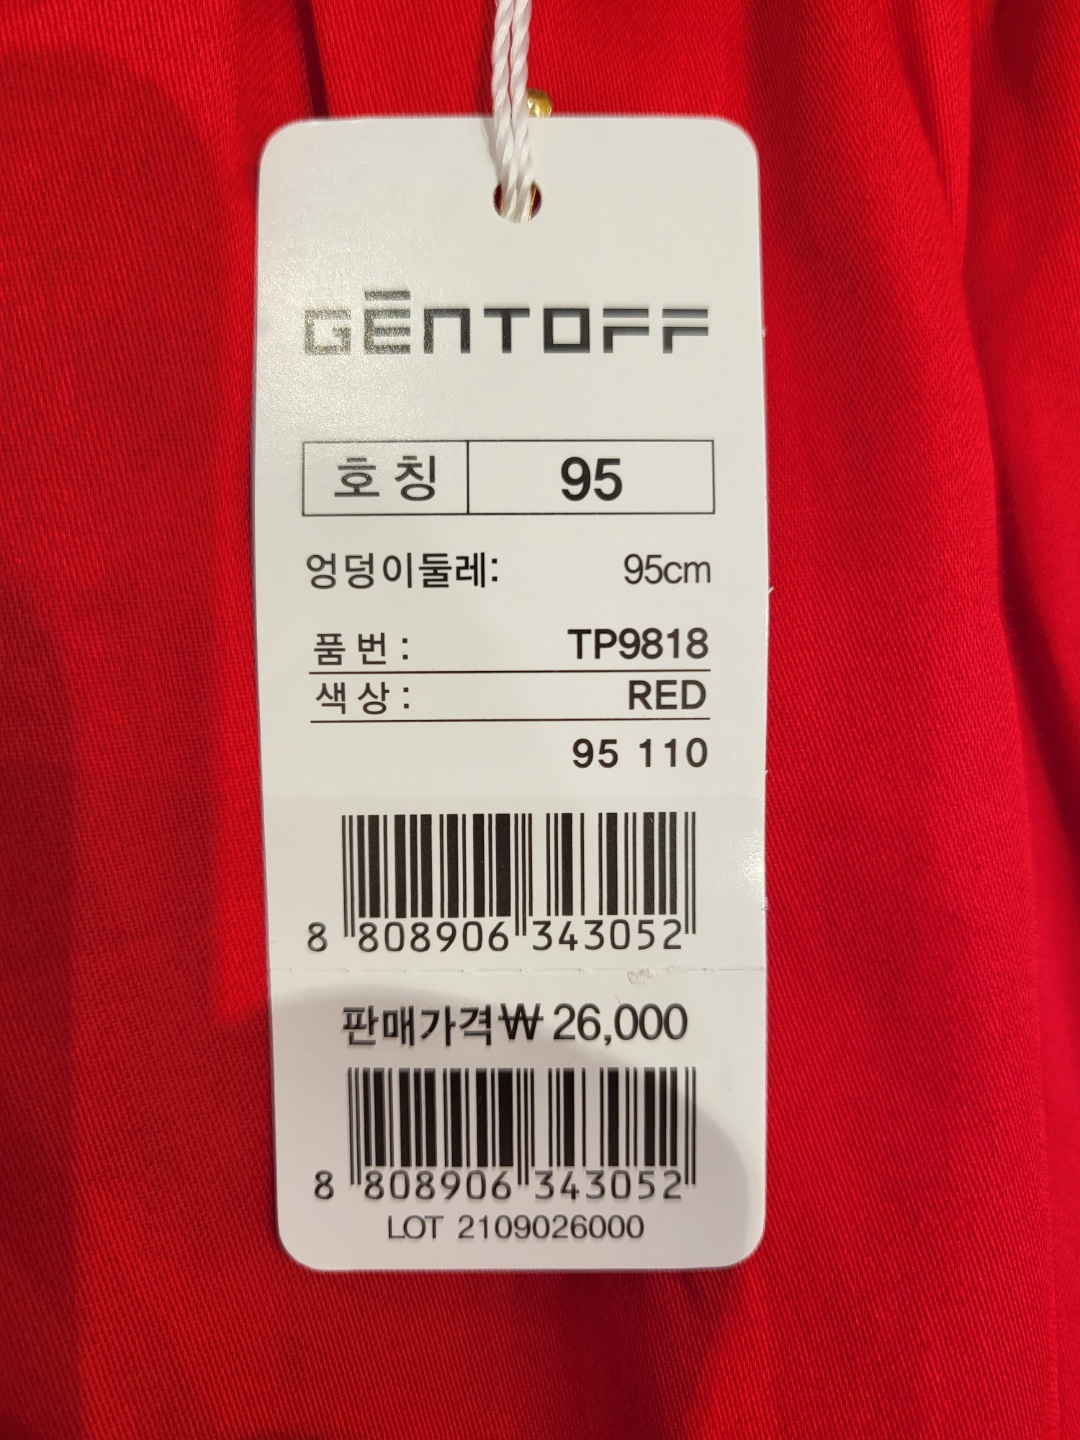 GĒNTOFF
호 칭 95
엉덩이둘레: 95cm
품 번 : TP9818
색 상 : RED
95 110
8 808906 343052
판매가격₩ 26,000
8 808906 343052
LOT 2109026000